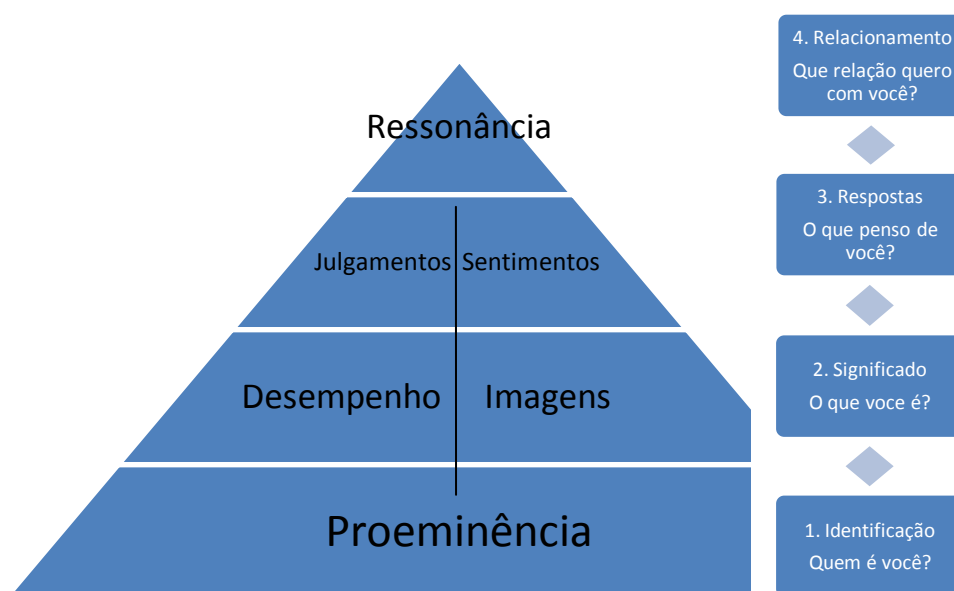 Ressonância
Julgamentos Sentimentos
Desempenho Imagens
Proeminência
4. Relacionamento
Que relação quero
com você?
3. Respostas
O que penso de
você?
2. Significado
O que voce é?
1. Identificação
Quem é você?